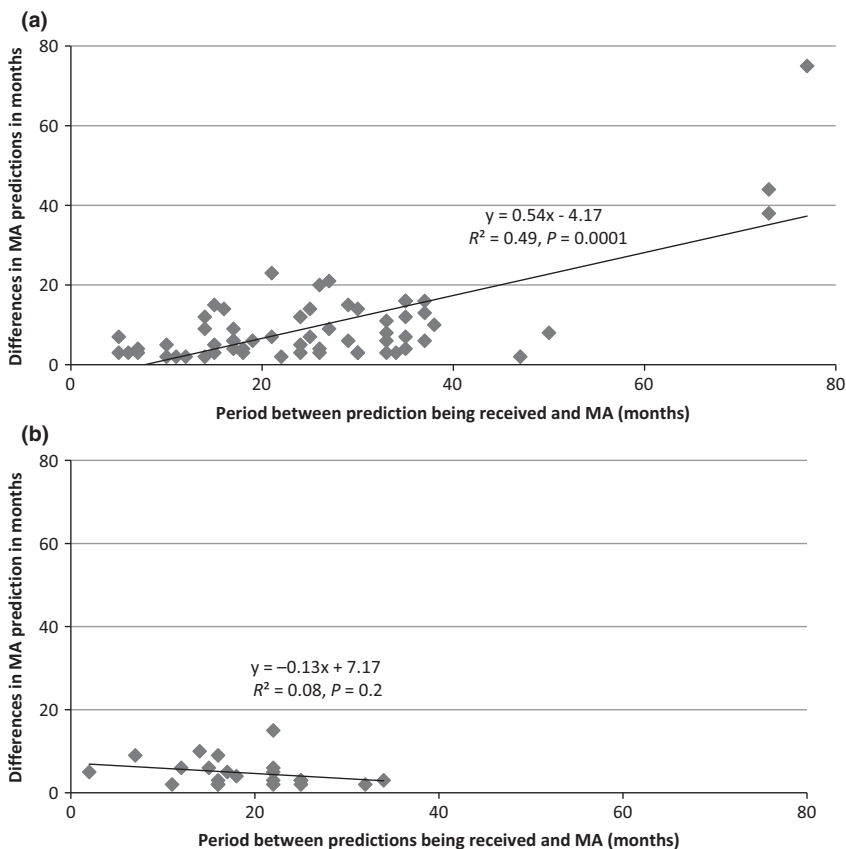 (a)
80
60
40
20
0
Differences in MA predictions in months
y = 0.54x - 4.17
R² = 0.49, P = 0.0001
0 20 40 60 80
Period between prediction being received and MA (months)
(b)
80
60
40
20
0
Differences in MA prediction in months
y = –0.13x + 7.17
R² = 0.08, P = 0.2
0 20 40 60 80
Period between predictions being received and MA (months)